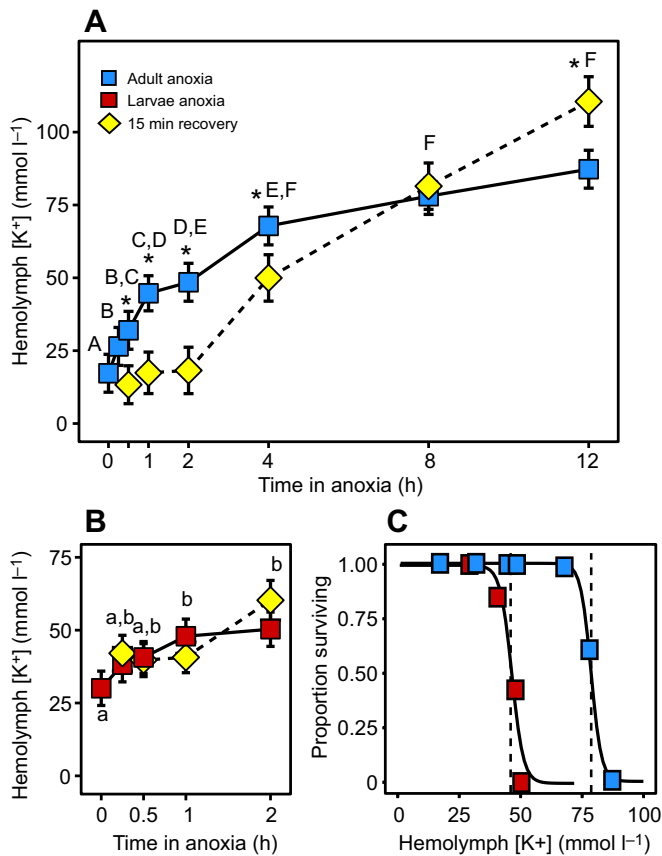 A
Hemolymph [K⁺] (mmol l⁻¹)
100
75
50
25
0
Adult anoxia
Larvae anoxia
15 min recovery
A
B
B,C
*
C,D
*
D,E
*
* E,F
F
* F
0
1
2
4
8
12
Time in anoxia (h)
B
Hemolymph [K⁺] (mmol l⁻¹)
75
50
25
0
a
a,b
a,b
b
b
0
0.5
1
2
Time in anoxia (h)
C
Proportion surviving
1.00
0.75
0.50
0.25
0
0
25
50
75
100
Hemolymph [K+] (mmol l⁻¹)